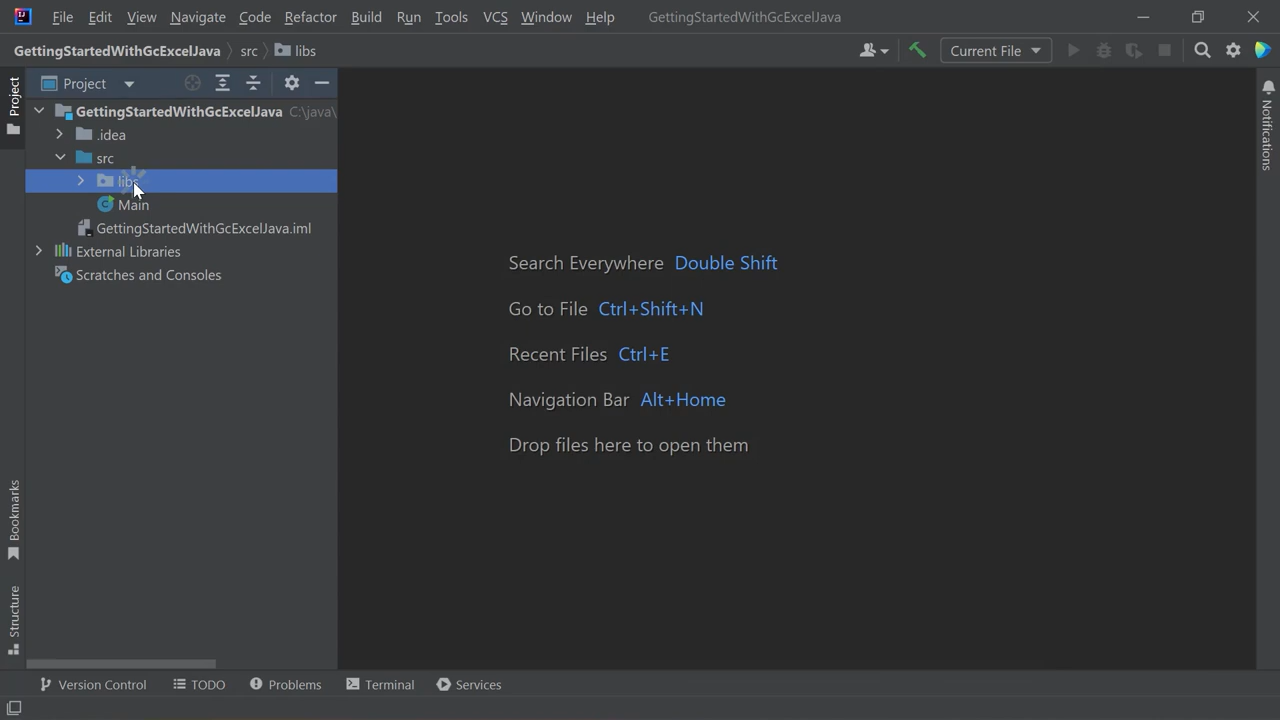 File Edit View Navigate Code Refactor Build Run Tools VCS Window Help GettingStartedWithGcExcelJava
GettingStartedWithGcExcelJava src libs Current File
Project
Project
GettingStartedWithGcExcelJava C:\java\
.idea
src
libs
Main
GettingStartedWithGcExcelJava.iml
External Libraries
Scratches and Consoles
Search Everywhere Double Shift
Go to File Ctrl+Shift+N
Recent Files Ctrl+E
Navigation Bar Alt+Home
Drop files here to open them
Notifications
Bookmarks
Structure
Version Control TODO Problems Terminal Services